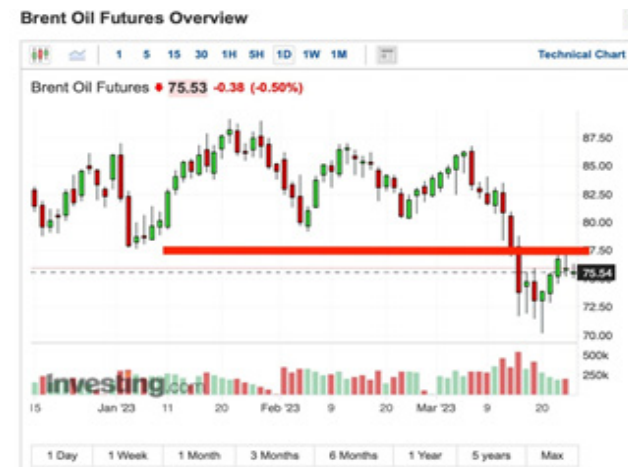 Brent Oil Futures Overview
1 5 15 30 1H 5H 1D 1W 1M Technical Chart
Brent Oil Futures 75.53 -0.38 (-0.50%)
87.50
85.00
82.50
80.00
7.50
75.54
72.50
70.00
500k
250k
Investing.com
15 Jan '23 11 20 Feb '23 9 20 Mar '23 9 20
1 Day 1 Week 1 Month 3 Months 6 Months 1 Year 5 years Max